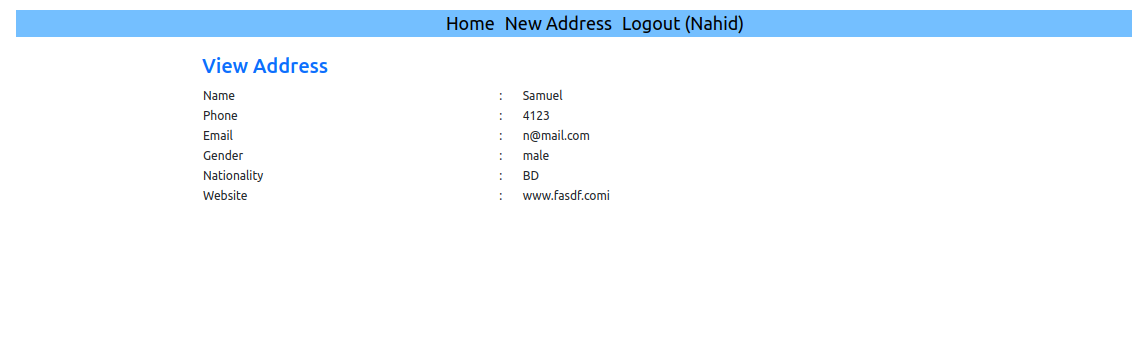 Home New Address Logout (Nahid)
View Address
Name : Samuel
Phone : 4123
Email : n@mail.com
Gender : male
Nationality : BD
Website : www.fasdf.comi